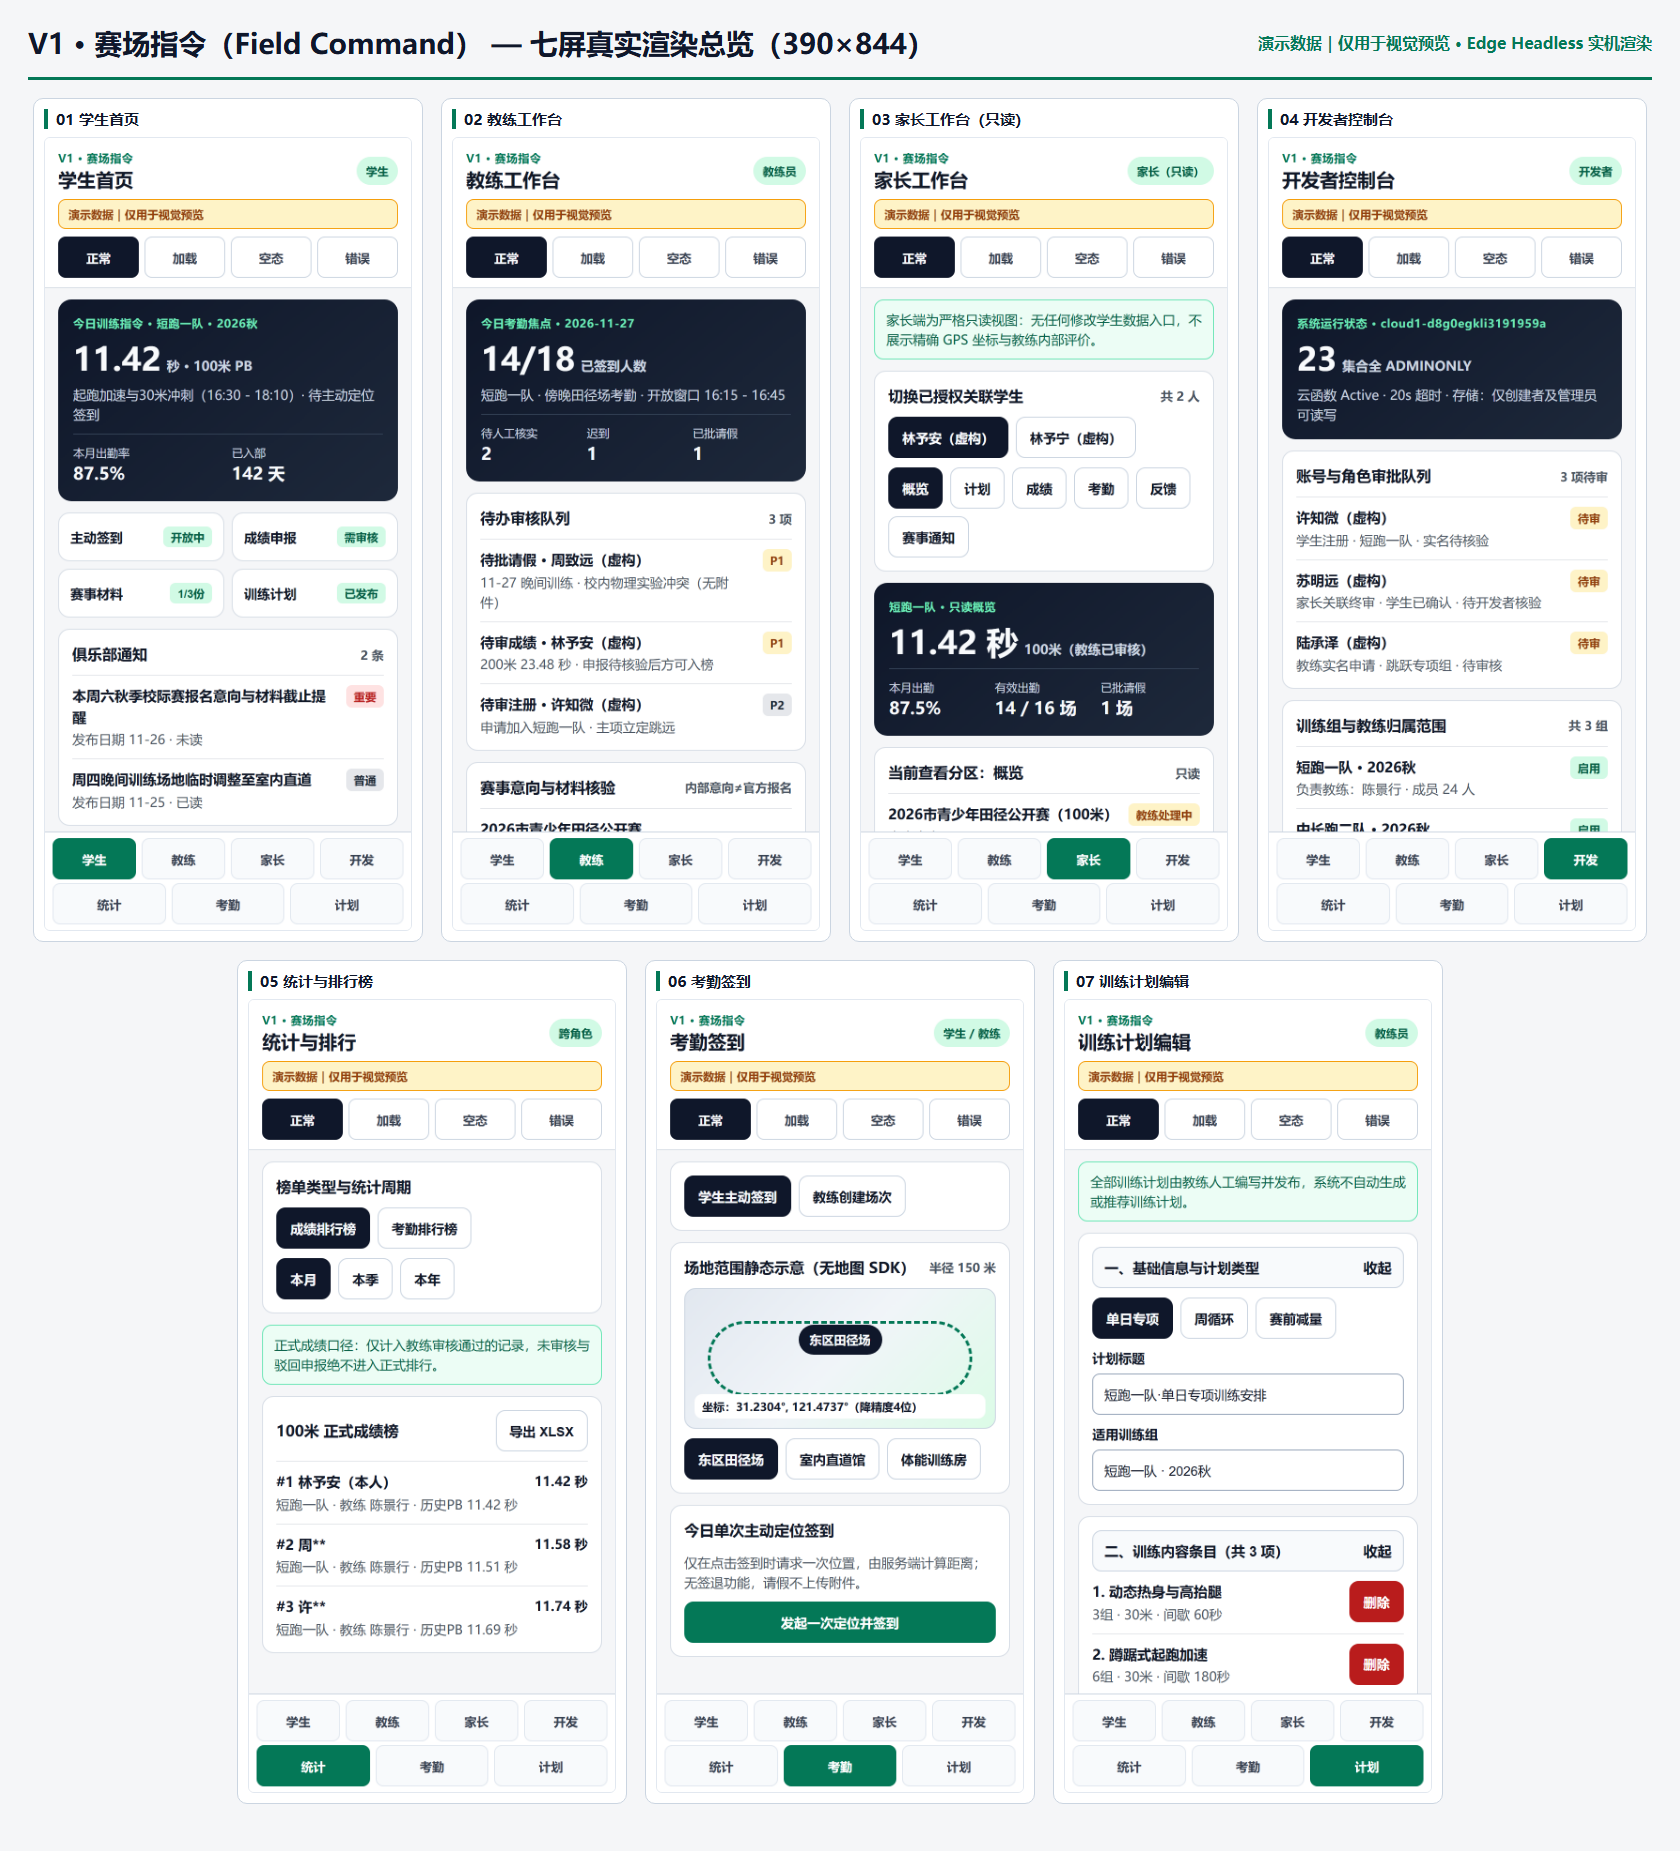 V1 • 赛场指令（Field Command） — 七屏真实渲染总览（390×844）
演示数据 | 仅用于视觉预览 • Edge Headless 实机渲染
01 学生首页
V1 • 赛场指令
学生首页
学生
演示数据 | 仅用于视觉预览
正常 加载 空态 错误
今日训练指令 • 短跑一队 • 2026秋
11.42 秒 • 100米 PB
起跑加速与30米冲刺（16:30 - 18:10）· 待主动定位
签到
本月出勤率 已入部
87.5% 142 天
主动签到 开放中 成绩申报 需审核
赛事材料 1/3份 训练计划 已发布
俱乐部通知 2 条
本周六秋季校际赛报名意向与材料截止提
醒
重要
发布日期 11-26 · 未读
周四晚间训练场地临时调整至室内直道 普通
发布日期 11-25 · 已读
学生 教练 家长 开发
统计 考勤 计划
02 教练工作台
V1 • 赛场指令
教练工作台
教练员
演示数据 | 仅用于视觉预览
正常 加载 空态 错误
今日考勤焦点 • 2026-11-27
14/18 已签到人数
短跑一队 · 傍晚田径场考勤 · 开放窗口 16:15 - 16:45
待人工核实 迟到 已批请假
2 1 1
待办审核队列 3 项
待批请假 • 周致远（虚构） P1
11-27 晚间训练 · 校内物理实验冲突（无附
件）
待审成绩 • 林予安（虚构） P1
200米 23.48 秒 · 申报待核验后方可入榜
待审注册 • 许知微（虚构） P2
申请加入短跑一队 · 主项立定跳远
赛事意向与材料核验 内部意向≠官方报名
2026市青少年田径公开赛
学生 教练 家长 开发
统计 考勤 计划
03 家长工作台（只读）
V1 • 赛场指令
家长工作台
家长（只读）
演示数据 | 仅用于视觉预览
正常 加载 空态 错误
家长端为严格只读视图：无任何修改学生数据入口，不
展示精确 GPS 坐标与教练内部评价。
切换已授权关联学生 共 2 人
林予安（虚构） 林予宁（虚构）
概览 计划 成绩 考勤 反馈
赛事通知
短跑一队 • 只读概览
11.42 秒 100米（教练已审核）
本月出勤 有效出勤 已批请假
87.5% 14 / 16 场 1 场
当前查看分区：概览 只读
2026市青少年田径公开赛（100米） 教练处理中
学生 教练 家长 开发
统计 考勤 计划
04 开发者控制台
V1 • 赛场指令
开发者控制台
开发者
演示数据 | 仅用于视觉预览
正常 加载 空态 错误
系统运行状态 • cloud1-d8g0egkli3191959a
23 集合全 ADMINONLY
云函数 Active · 20s 超时 · 存储：仅创建者及管理员
可读写
账号与角色审批队列 3 项待审
许知微（虚构） 待审
学生注册 · 短跑一队 · 实名待核验
苏明远（虚构） 待审
家长关联终审 · 学生已确认 · 待开发者核验
陆承泽（虚构） 待审
教练实名申请 · 跳跃专项组 · 待审核
训练组与教练归属范围 共 3 组
短跑一队 • 2026秋 启用
负责教练：陈景行 · 成员 24 人
中长跑二队 • 2026秋 启用
学生 教练 家长 开发
统计 考勤 计划
05 统计与排行榜
V1 • 赛场指令
统计与排行
跨角色
演示数据 | 仅用于视觉预览
正常 加载 空态 错误
榜单类型与统计周期
成绩排行榜 考勤排行榜
本月 本季 本年
正式成绩口径：仅计入教练审核通过的记录，未审核与
驳回申报绝不进入正式排行。
100米 正式成绩榜 导出 XLSX
#1 林予安（本人） 11.42 秒
短跑一队 · 教练 陈景行 · 历史PB 11.42 秒
#2 周** 11.58 秒
短跑一队 · 教练 陈景行 · 历史PB 11.51 秒
#3 许** 11.74 秒
短跑一队 · 教练 陈景行 · 历史PB 11.69 秒
学生 教练 家长 开发
统计 考勤 计划
06 考勤签到
V1 • 赛场指令
考勤签到
学生 / 教练
演示数据 | 仅用于视觉预览
正常 加载 空态 错误
学生主动签到 教练创建场次
场地范围静态示意（无地图 SDK） 半径 150 米
东区田径场
坐标：31.2304°, 121.4737°（降精度4位）
东区田径场 室内直道馆 体能训练房
今日单次主动定位签到
仅在点击签到时请求一次位置，由服务端计算距离；
无签退功能，请假不上传附件。
发起一次定位并签到
学生 教练 家长 开发
统计 考勤 计划
07 训练计划编辑
V1 • 赛场指令
训练计划编辑
教练员
演示数据 | 仅用于视觉预览
正常 加载 空态 错误
全部训练计划由教练人工编写并发布，系统不自动生成
或推荐训练计划。
一、基础信息与计划类型 收起
单日专项 周循环 赛前减量
计划标题
短跑一队·单日专项训练安排
适用训练组
短跑一队 · 2026秋
二、训练内容条目（共 3 项） 收起
1. 动态热身与高抬腿 删除
3组 · 30米 · 间歇 60秒
2. 蹲踞式起跑加速 删除
6组 · 30米 · 间歇 180秒
学生 教练 家长 开发
统计 考勤 计划